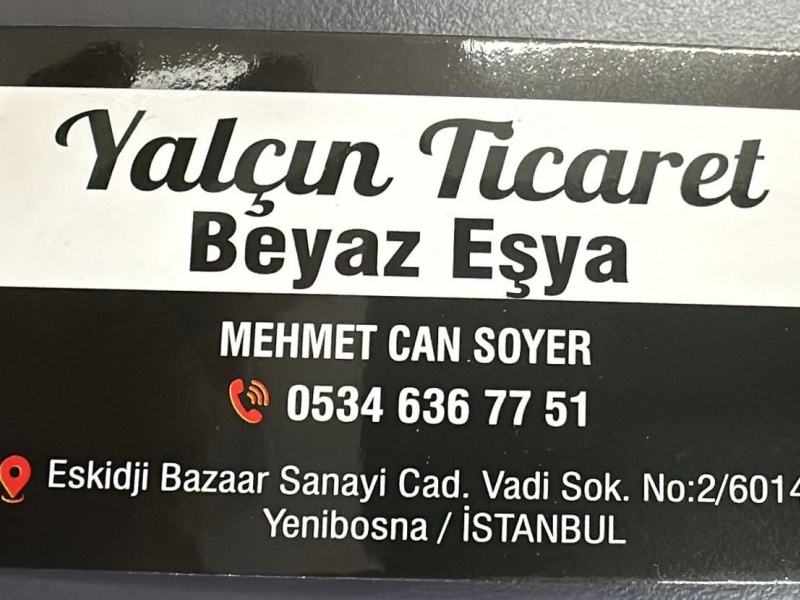 Yalçın Ticaret
Beyaz Eşya
MEHMET CAN SOYER
0534 636 77 51
Eskidji Bazaar Sanayi Cad. Vadi Sok. No:2/6014
Yenibosna / İSTANBUL